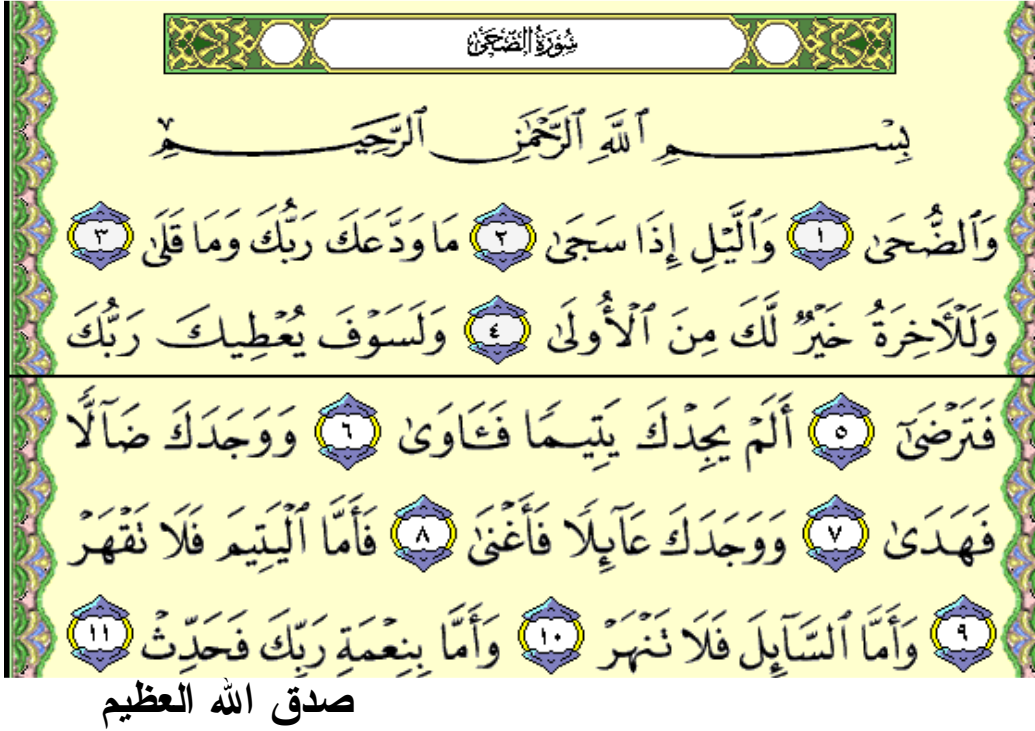 سُورَةُ الضُّحَىٰ
بِسْمِ ٱللَّهِ ٱلرَّحْمَٰنِ ٱلرَّحِيمِ
وَٱلضُّحَىٰ ١ وَٱلَّيْلِ إِذَا سَجَىٰ ٢ مَا وَدَّعَكَ رَبُّكَ وَمَا قَلَىٰ ٣
وَلَلْأَخِرَةُ خَيْرٌ لَّكَ مِنَ ٱلْأُولَىٰ ٤ وَلَسَوْفَ يُعْطِيكَ رَبُّكَ
فَتَرْضَىٰٓ ٥ أَلَمْ يَجِدْكَ يَتِيمًا فَـَٔاوَىٰ ٦ وَوَجَدَكَ ضَآلًّا
فَهَدَىٰ ٧ وَوَجَدَكَ عَآئِلًا فَأَغْنَىٰ ٨ فَأَمَّا ٱلْيَتِيمَ فَلَا تَقْهَرْ
٩ وَأَمَّا ٱلسَّآئِلَ فَلَا تَنْهَرْ ١٠ وَأَمَّا بِنِعْمَةِ رَبِّكَ فَحَدِّثْ ١١
صدق الله العظيم